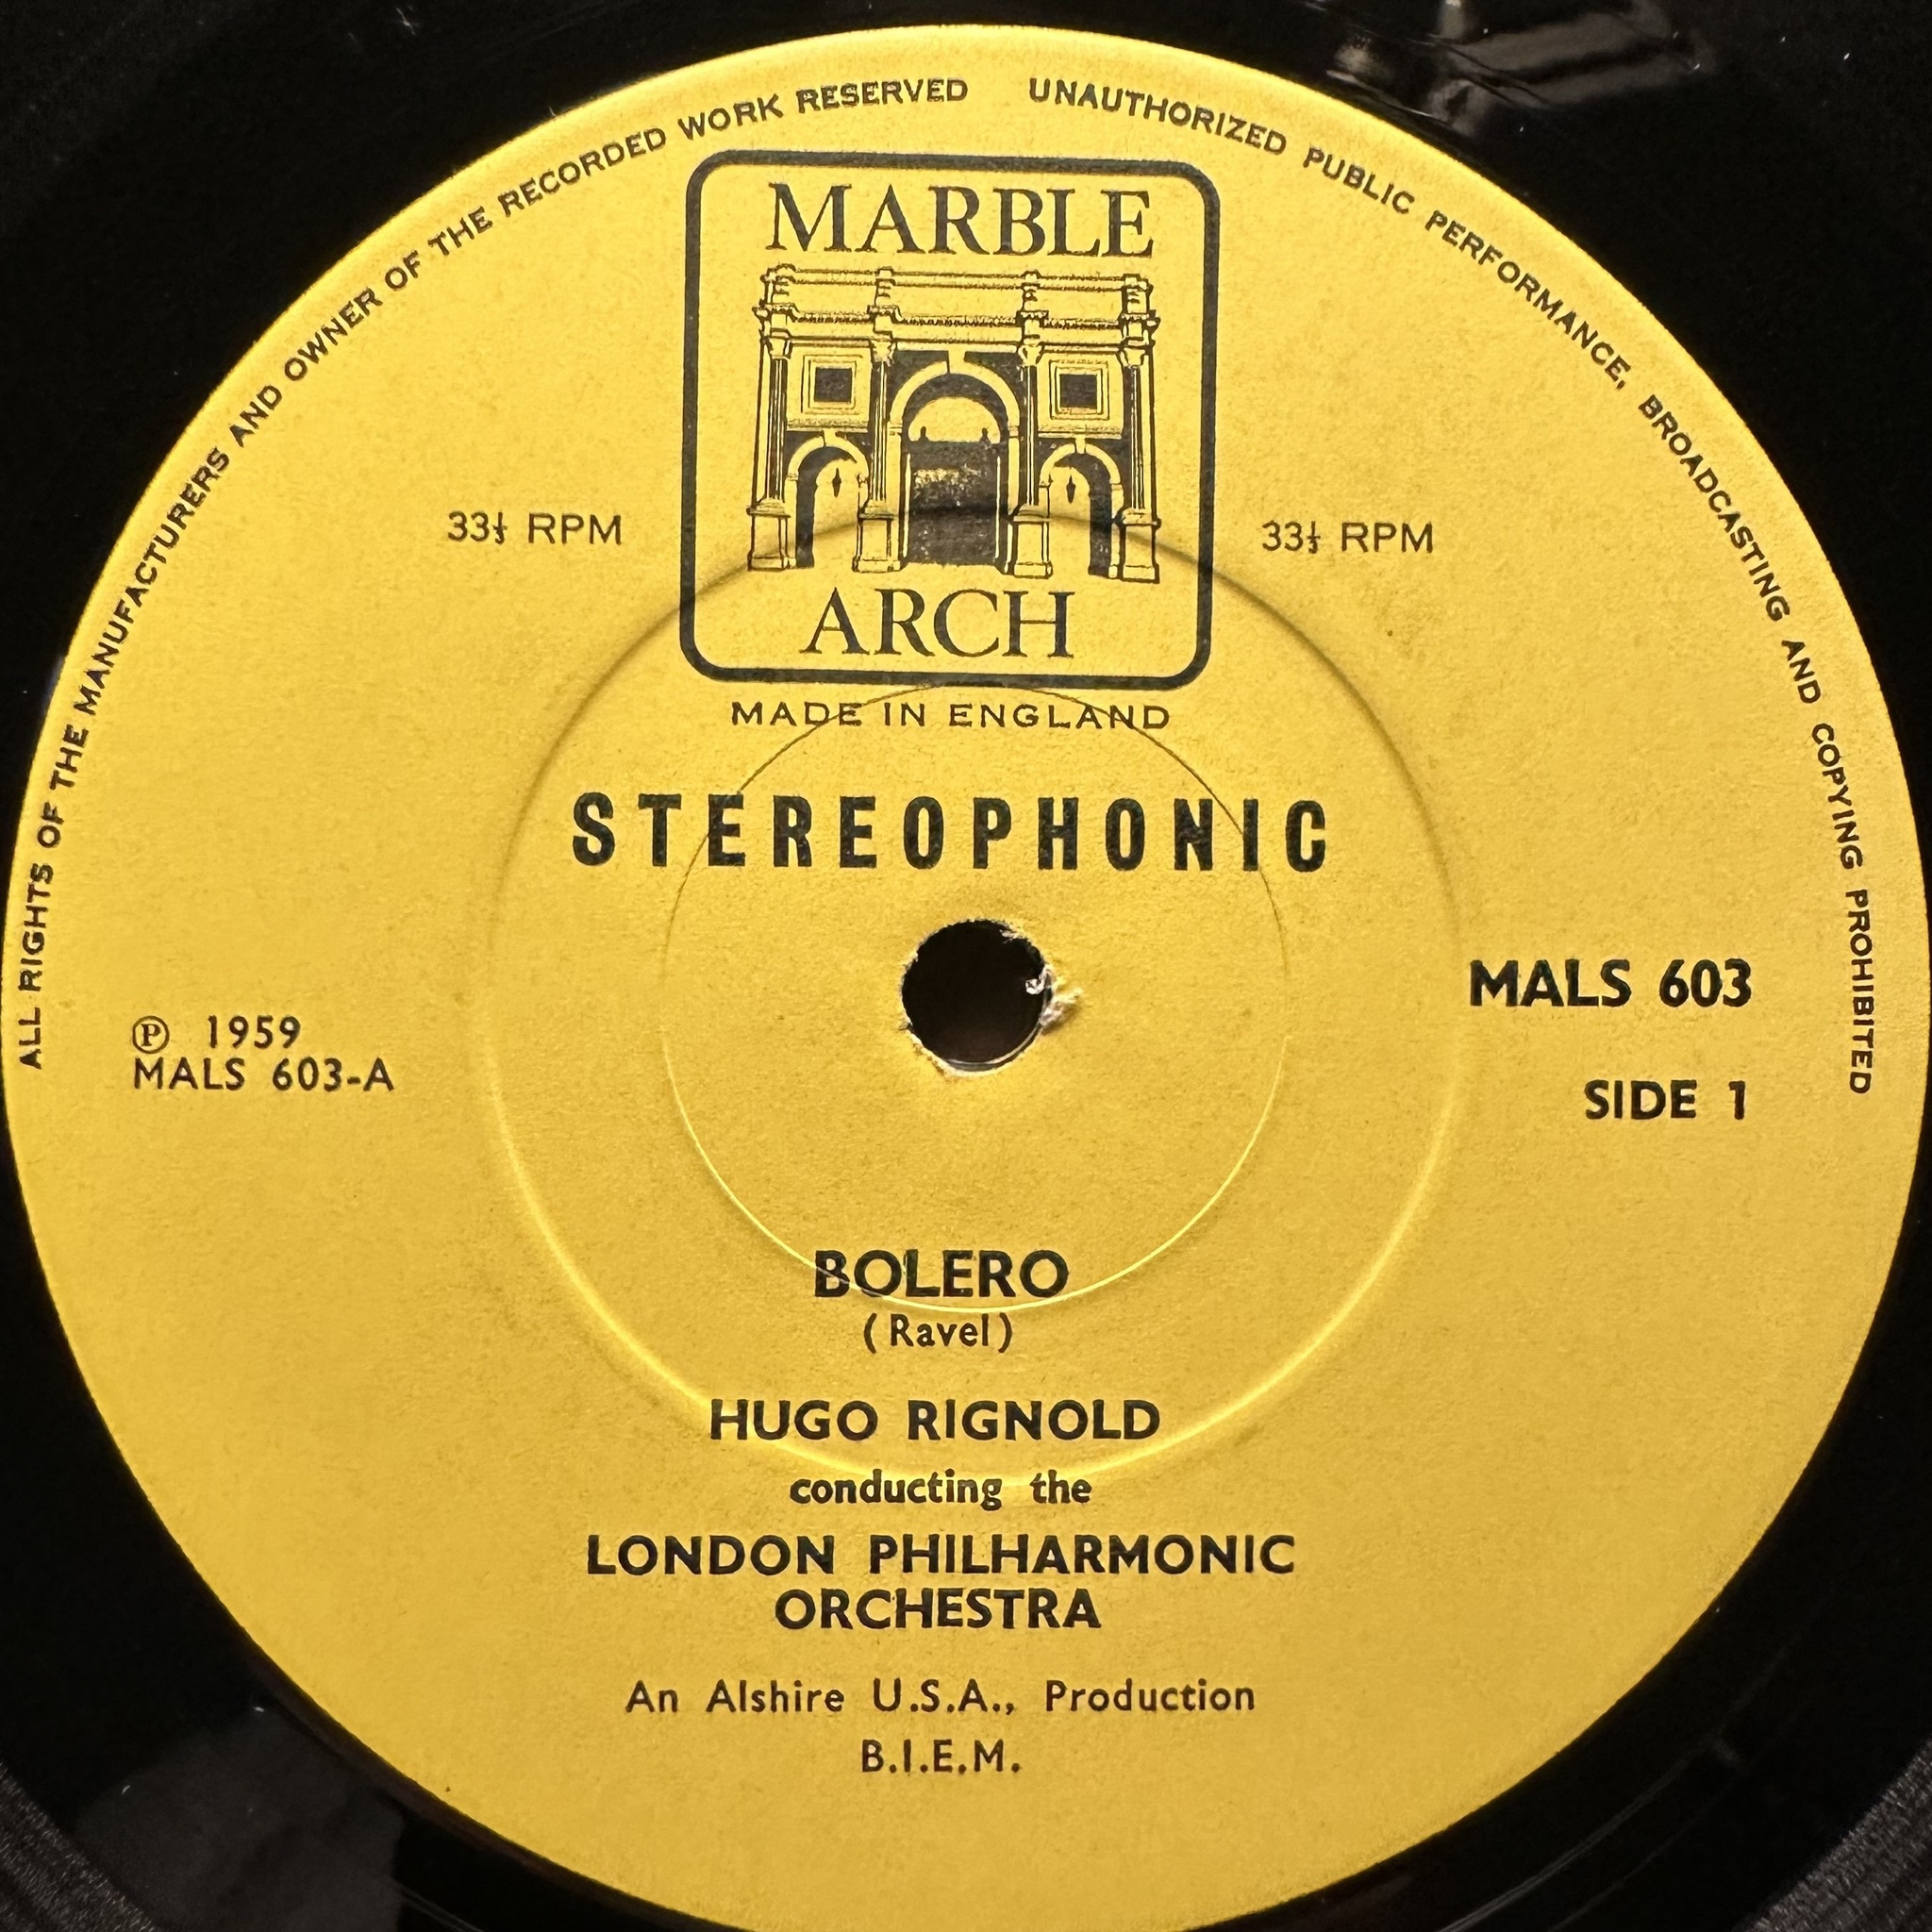 ALL RIGHTS OF THE MANUFACTURERS AND OWNER OF THE RECORDED WORK RESERVED UNAUTHORIZED PUBLIC PERFORMANCE, BROADCASTING AND COPYING PROHIBITED
MARBLE
ARCH
33⅓ RPM
33⅓ RPM
MADE IN ENGLAND
STEREOPHONIC
MALS 603
℗ 1959
MALS 603-A
SIDE 1
BOLERO
(Ravel)
HUGO RIGNOLD
conducting the
LONDON PHILHARMONIC
ORCHESTRA
An Alshire U.S.A., Production
B.I.E.M.